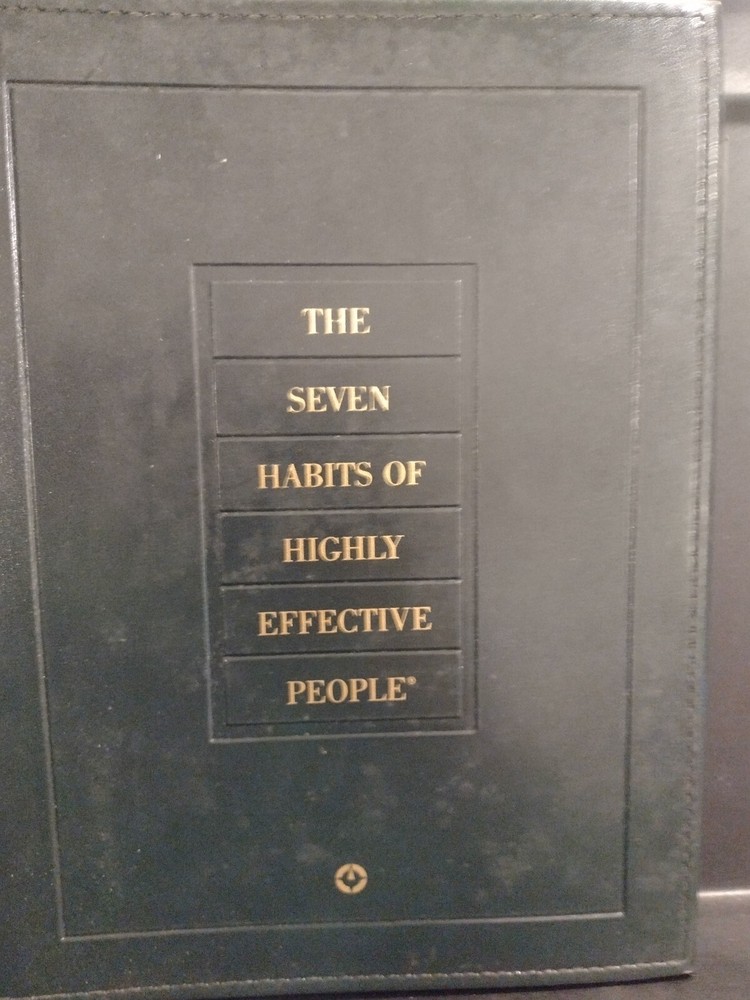 THE
SEVEN
HABITS OF
HIGHLY
EFFECTIVE
PEOPLE®